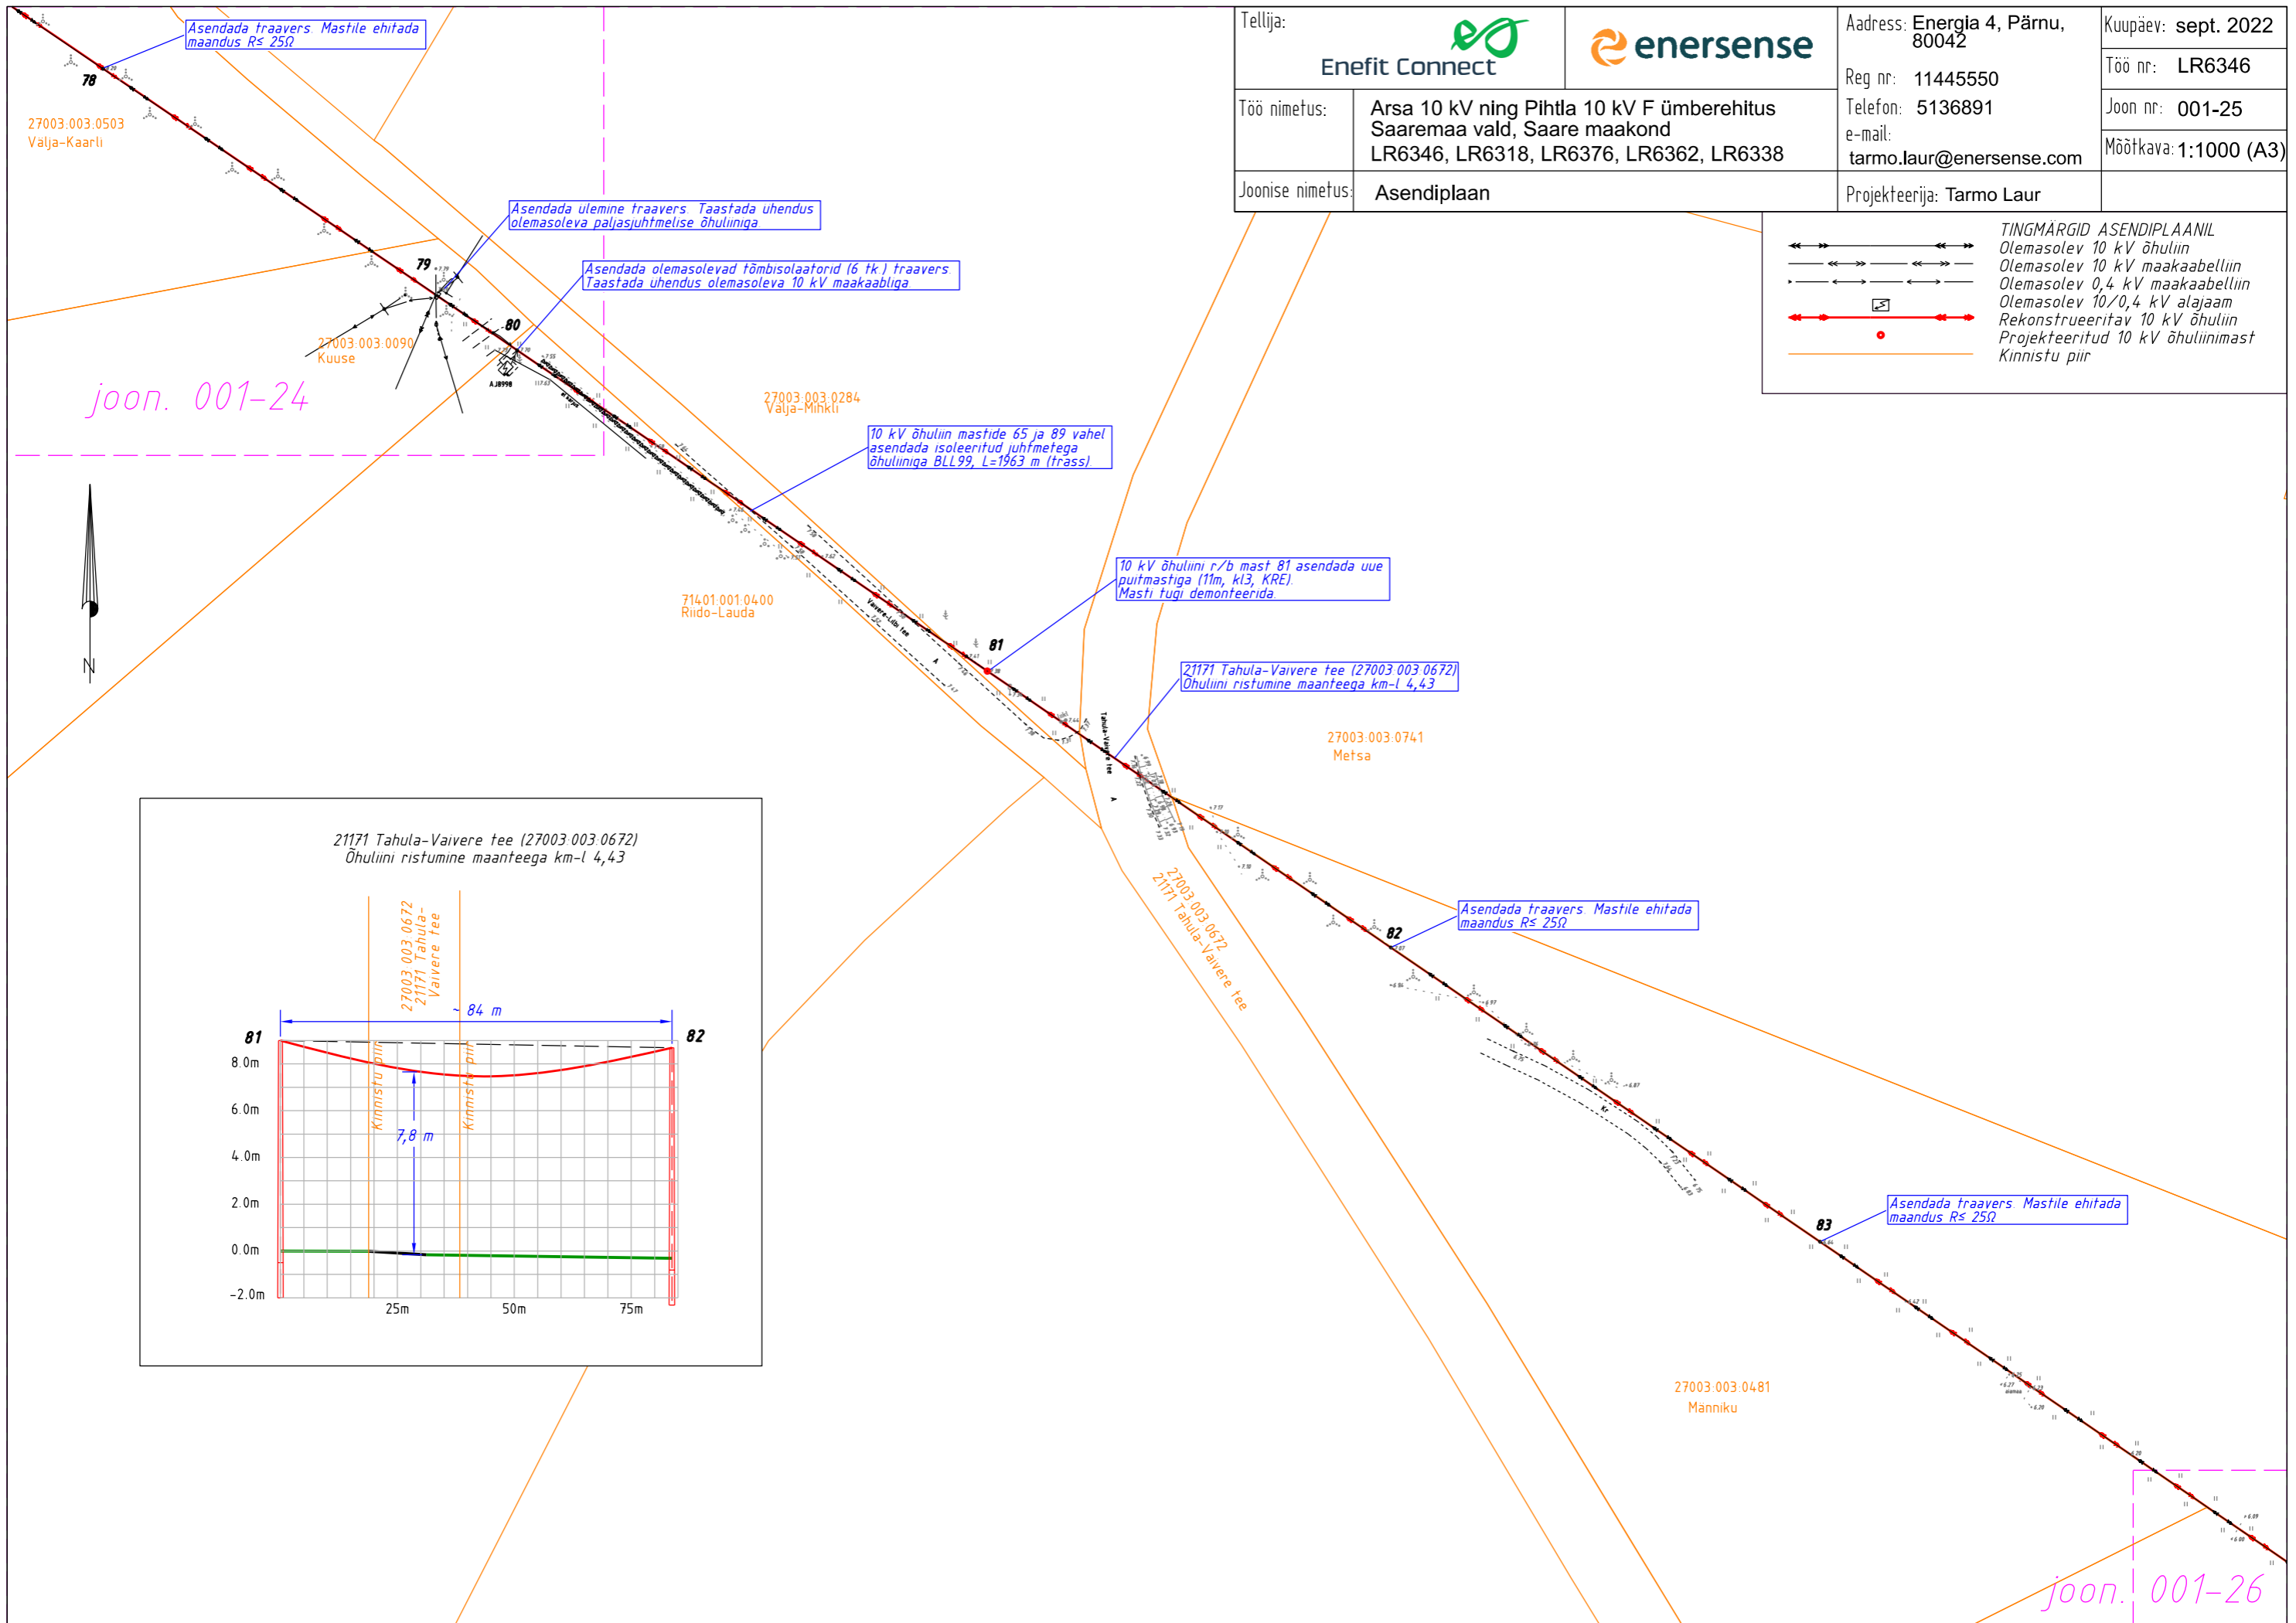 Tellija:
Enefit Connect
enersense
Aadress: Energia 4, Pärnu,
80042
Reg nr: 11445550
Telefon: 5136891
e-mail:
tarmo.laur@enersense.com
Kuupäev: sept. 2022
Töö nr: LR6346
Joon nr: 001-25
Mõõtkava: 1:1000 (A3)
Töö nimetus:
Arsa 10 kV ning Pihtla 10 kV F ümberehitus
Saaremaa vald, Saare maakond
LR6346, LR6318, LR6376, LR6362, LR6338
Joonise nimetus: Asendiplaan
Projekteerija: Tarmo Laur
TINGMÄRGID ASENDIPLAANIL
Olemasolev 10 kV õhuliin
Olemasolev 10 kV maakaabelliin
Olemasolev 0,4 kV maakaabelliin
Olemasolev 10/0,4 kV alajaam
Rekonstrueeritav 10 kV õhuliin
Projekteeritud 10 kV õhuliinimast
Kinnistu piir
Asendada traavers. Mastile ehitada
maandus R≤ 25Ω
78
27003:003:0503
Välja-Kaarli
Asendada ülemine traavers. Taastada ühendus
olemasoleva paljasjuhtmelise õhuliiniga.
79
Asendada olemasolevad tõmbisolaatorid (6 tk.) traavers.
Taastada ühendus olemasoleva 10 kV maakaabliga.
80
27003:003:0090
Kuuse
AJ8998
joon. 001-24
27003:003:0284
Välja-Mihkli
10 kV õhuliin mastide 65 ja 89 vahel
asendada isoleeritud juhtmetega
õhuliiniga BLL99, L=1963 m (trass).
71401:001:0400
Riido-Lauda
Vaivere-Liibi tee
10 kV õhuliini r/b mast 81 asendada uue
puitmastiga (11m, kl3, KRE).
Masti tugi demonteerida.
81
N
21171 Tahula-Vaivere tee (27003:003:0672)
Õhuliini ristumine maanteega km-l 4,43
Tahula-Vaivere tee
A
A
27003:003:0741
Metsa
27003:003:0672
21171 Tahula-Vaivere tee
82
Asendada traavers. Mastile ehitada
maandus R≤ 25Ω
Kr
83
Asendada traavers. Mastile ehitada
maandus R≤ 25Ω
27003:003:0481
Männiku
joon. 001-26
21171 Tahula-Vaivere tee (27003:003:0672)
Õhuliini ristumine maanteega km-l 4,43
27003:003:0672
21171 Tahula-
Vaivere tee
~ 84 m
81
82
Kinnistu piir
Kinnistu piir
7,8 m
8.0m
6.0m
4.0m
2.0m
0.0m
-2.0m
25m
50m
75m